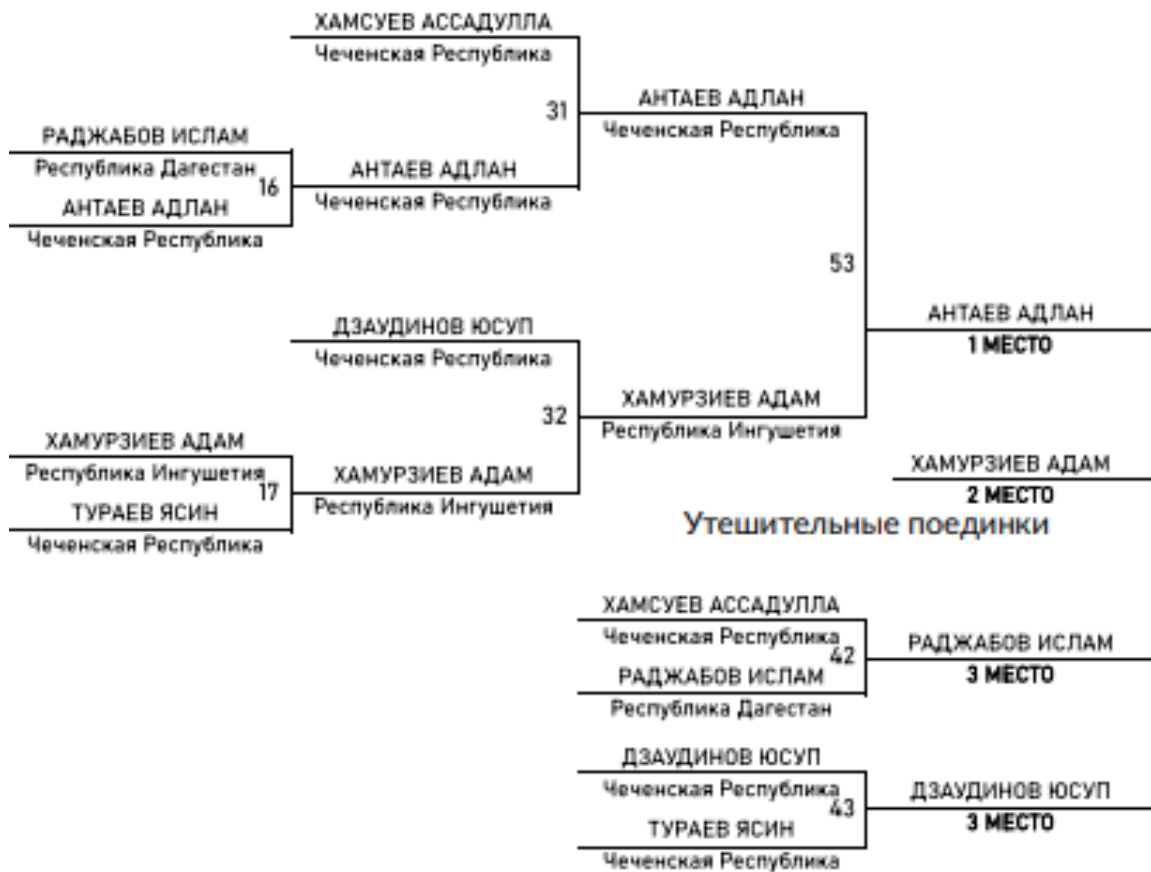 ХАМСУЕВ АССАДУЛЛА
Чеченская Республика
31
АНТАЕВ АДЛАН
Чеченская Республика
РАДЖАБОВ ИСЛАМ
Республика Дагестан
16
АНТАЕВ АДЛАН
Чеченская Республика
АНТАЕВ АДЛАН
Чеченская Республика
53
ДЗАУДИНОВ ЮСУП
Чеченская Республика
АНТАЕВ АДЛАН
1 МЕСТО
32
ХАМУРЗИЕВ АДАМ
Республика Ингушетия
ХАМУРЗИЕВ АДАМ
Республика Ингушетия
17
ХАМУРЗИЕВ АДАМ
Республика Ингушетия
ТУРАЕВ ЯСИН
Чеченская Республика
ХАМУРЗИЕВ АДАМ
2 МЕСТО
Утешительные поединки
ХАМСУЕВ АССАДУЛЛА
Чеченская Республика
42
РАДЖАБОВ ИСЛАМ
Республика Дагестан
РАДЖАБОВ ИСЛАМ
3 МЕСТО
ДЗАУДИНОВ ЮСУП
Чеченская Республика
43
ТУРАЕВ ЯСИН
Чеченская Республика
ДЗАУДИНОВ ЮСУП
3 МЕСТО